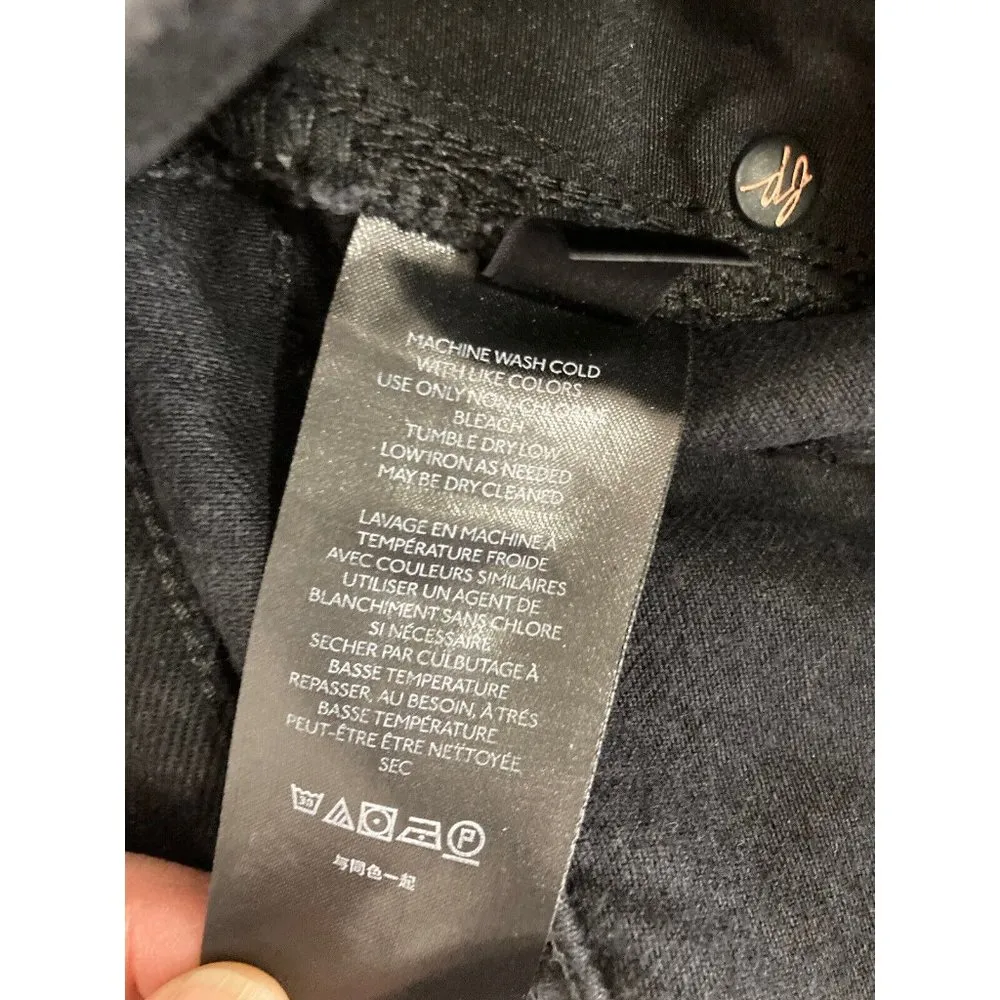 MACHINE WASH COLD
WITH LIKE COLORS
USE ONLY NON-CHLORINE
BLEACH
TUMBLE DRY LOW
LOW IRON AS NEEDED
MAY BE DRY CLEANED
LAVAGE EN MACHINE À
TEMPÉRATURE FROIDE
AVEC COULEURS SIMILAIRES
UTILISER UN AGENT DE
BLANCHIMENT SANS CHLORE
SI NÉCESSAIRE
SECHER PAR CULBUTAGE À
BASSE TEMPERATURE
REPASSER, AU BESOIN, A TRÉS
BASSE TEMPÉRATURE
PEUT-ÊTRE ÊTRE NETTOYÉE
SEC
30 P
与同色一起